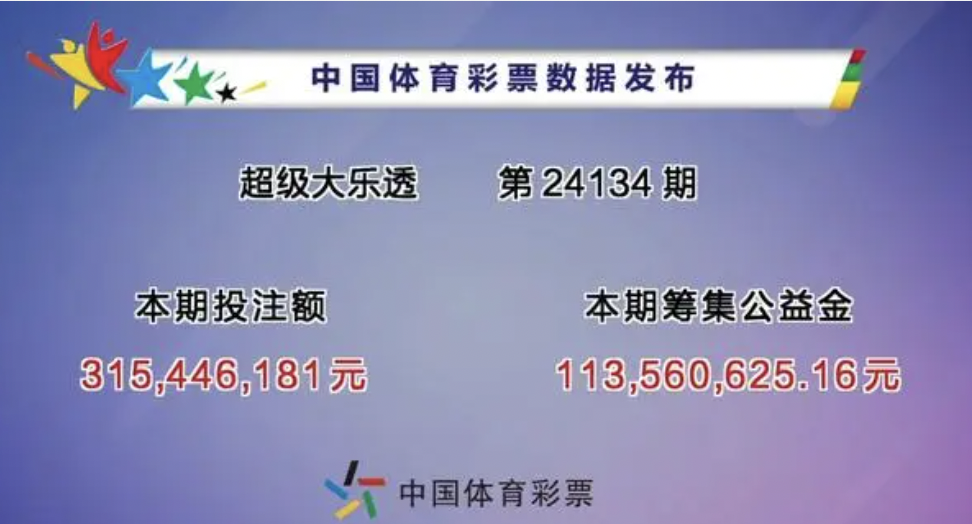 中国体育彩票数据发布
超级大乐透 第 24134 期
本期投注额 本期筹集公益金
315,446,181元 113,560,625.16元
中国体育彩票